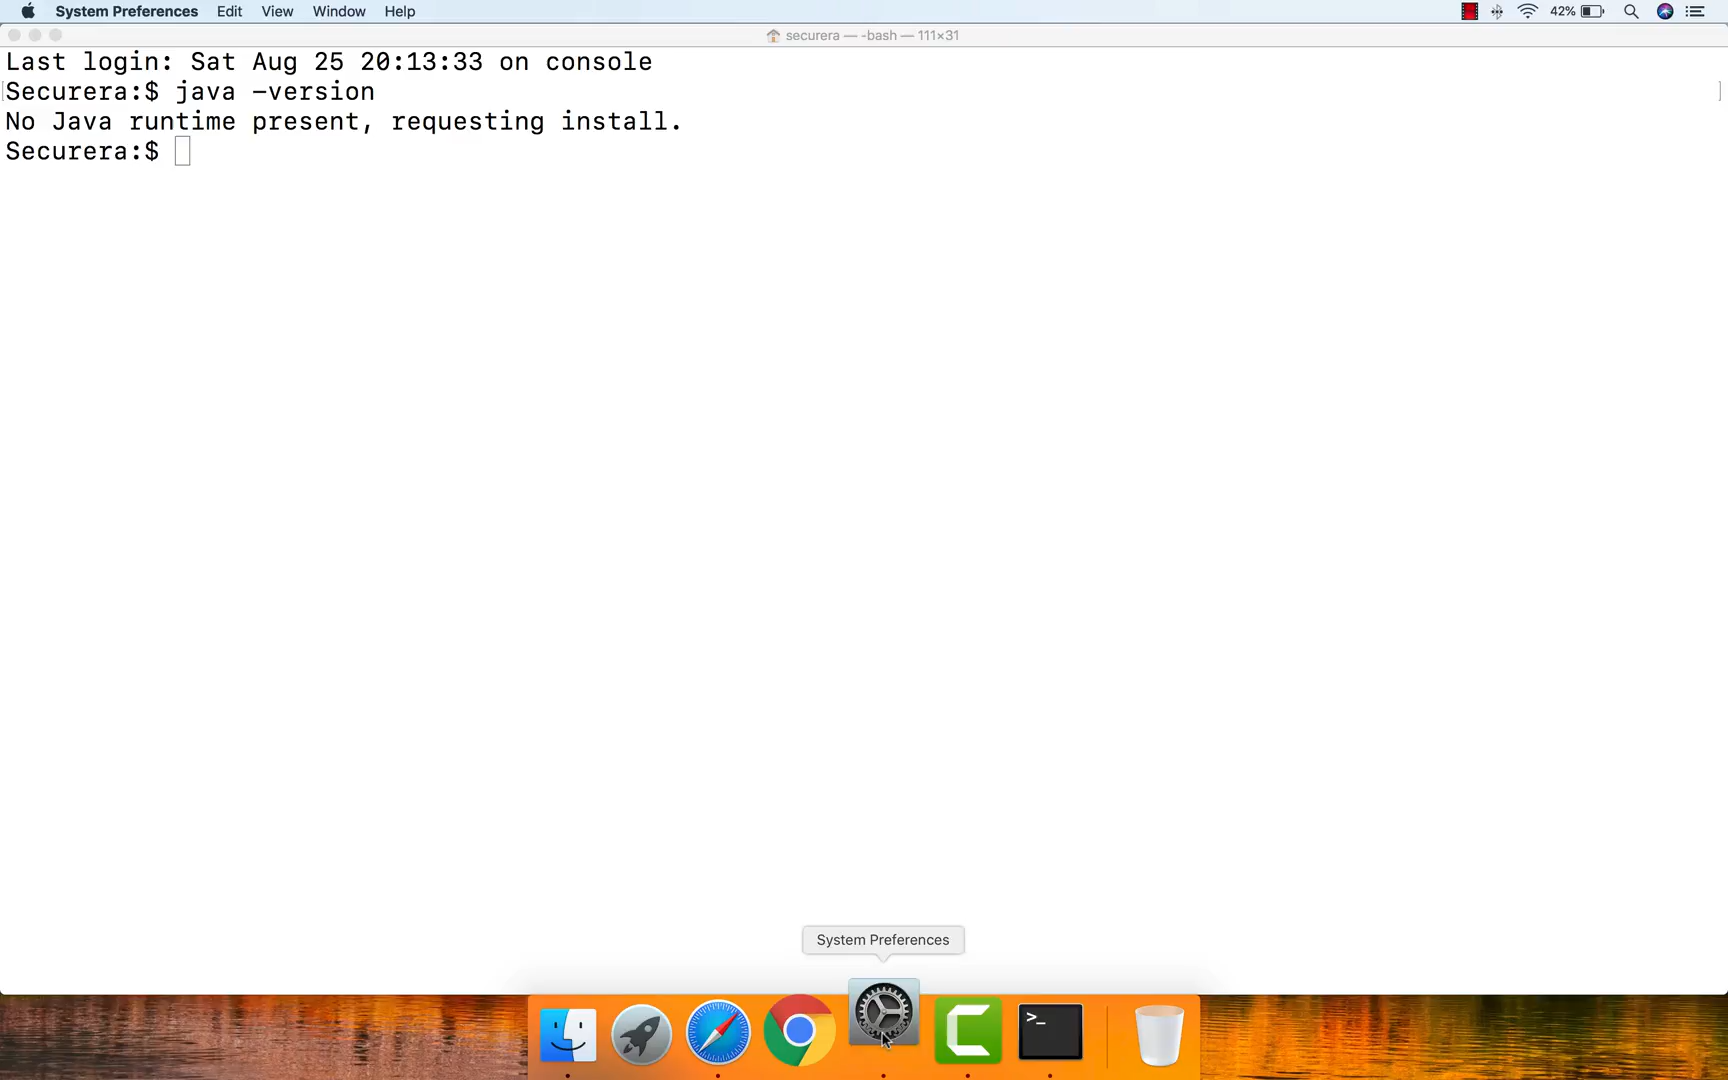 System Preferences Edit View Window Help 42%
securera — -bash — 111×31
Last login: Sat Aug 25 20:13:33 on console
Securera:$ java -version
No Java runtime present, requesting install.
Securera:$
System Preferences
>_